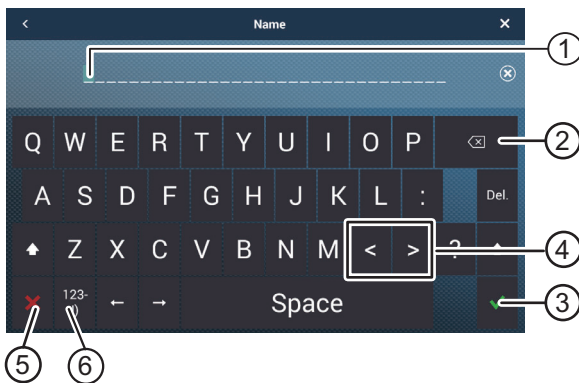 Name
1
Q W E R T Y U I O P
2
A S D F G H J K L : Del.
Z X C V B N M < > ?
4
123-
Space
3
5 6